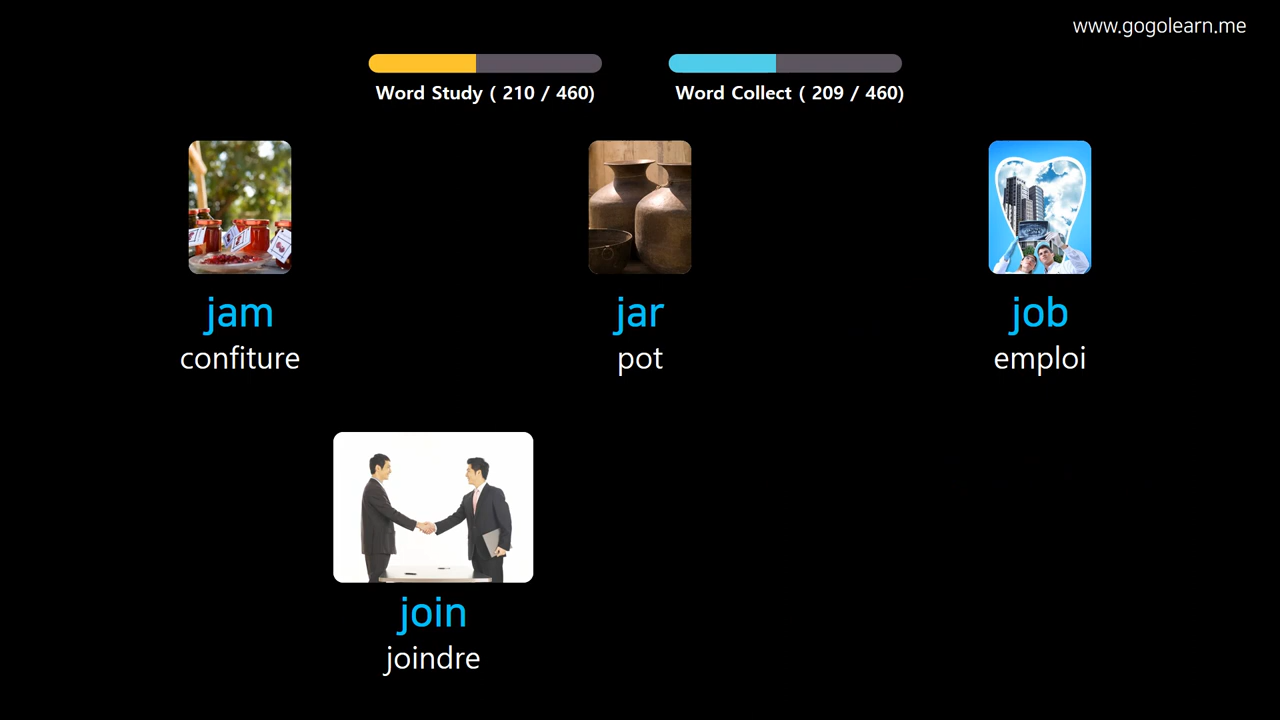 www.gogolearn.me
Word Study ( 210 / 460)
Word Collect ( 209 / 460)
jam
confiture
jar
pot
job
emploi
join
joindre